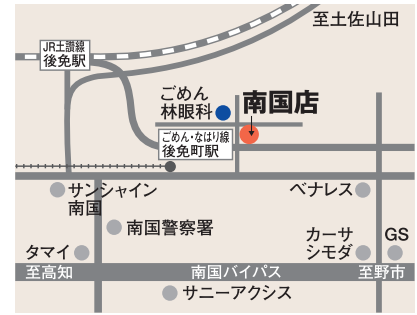 至土佐山田
JR土讃線
後免駅
ごめん
林眼科
南国店
ごめん・なはり線
後免町駅
サンシャイン
南国
ベナレス
南国警察署
カーサ
シモダ
GS
タマイ
至高知
南国バイパス
至野市
サニーアクシス